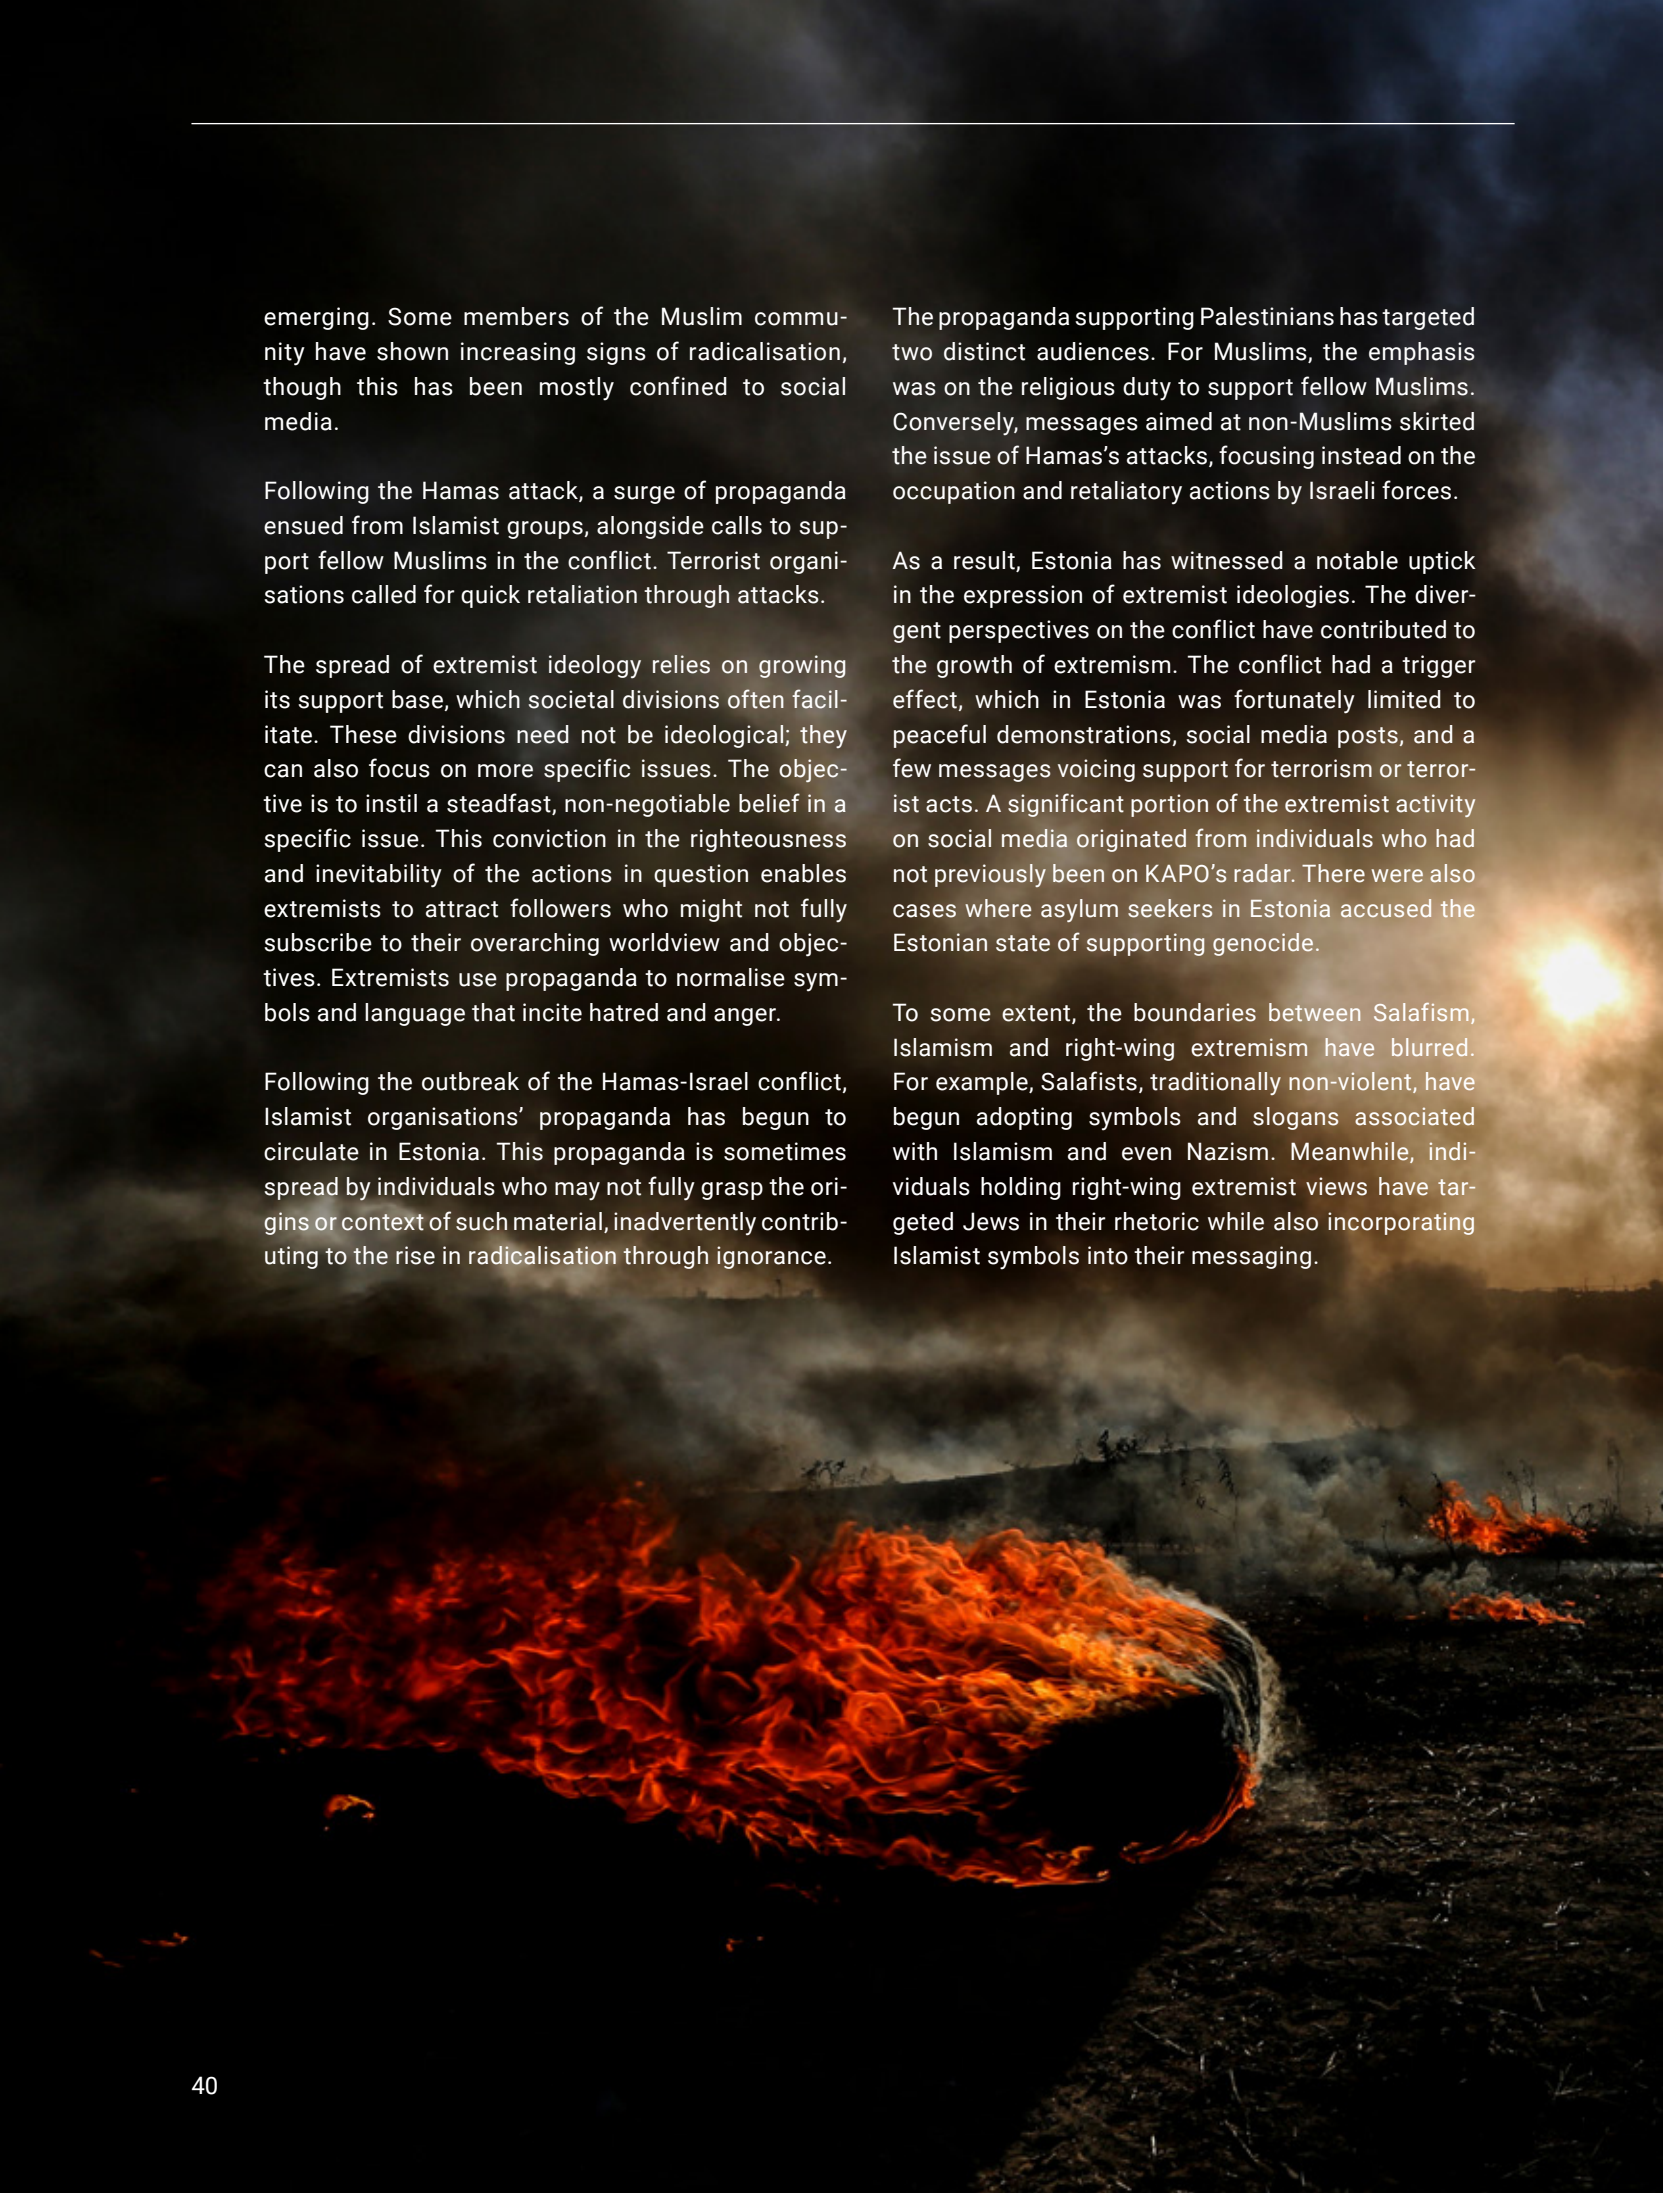 emerging. Some members of the Muslim commu-
nity have shown increasing signs of radicalisation,
though this has been mostly confined to social
media.
Following the Hamas attack, a surge of propaganda
ensued from Islamist groups, alongside calls to sup-
port fellow Muslims in the conflict. Terrorist organi-
sations called for quick retaliation through attacks.
The spread of extremist ideology relies on growing
its support base, which societal divisions often facil-
itate. These divisions need not be ideological; they
can also focus on more specific issues. The objec-
tive is to instil a steadfast, non-negotiable belief in a
specific issue. This conviction in the righteousness
and inevitability of the actions in question enables
extremists to attract followers who might not fully
subscribe to their overarching worldview and objec-
tives. Extremists use propaganda to normalise sym-
bols and language that incite hatred and anger.
Following the outbreak of the Hamas-Israel conflict,
Islamist organisations’ propaganda has begun to
circulate in Estonia. This propaganda is sometimes
spread by individuals who may not fully grasp the ori-
gins or context of such material, inadvertently contrib-
uting to the rise in radicalisation through ignorance.
The propaganda supporting Palestinians has targeted
two distinct audiences. For Muslims, the emphasis
was on the religious duty to support fellow Muslims.
Conversely, messages aimed at non-Muslims skirted
the issue of Hamas’s attacks, focusing instead on the
occupation and retaliatory actions by Israeli forces.
As a result, Estonia has witnessed a notable uptick
in the expression of extremist ideologies. The diver-
gent perspectives on the conflict have contributed to
the growth of extremism. The conflict had a trigger
effect, which in Estonia was fortunately limited to
peaceful demonstrations, social media posts, and a
few messages voicing support for terrorism or terror-
ist acts. A significant portion of the extremist activity
on social media originated from individuals who had
not previously been on KAPO’s radar. There were also
cases where asylum seekers in Estonia accused the
Estonian state of supporting genocide.
To some extent, the boundaries between Salafism,
Islamism and right-wing extremism have blurred.
For example, Salafists, traditionally non-violent, have
begun adopting symbols and slogans associated
with Islamism and even Nazism. Meanwhile, indi-
viduals holding right-wing extremist views have tar-
geted Jews in their rhetoric while also incorporating
Islamist symbols into their messaging.
40